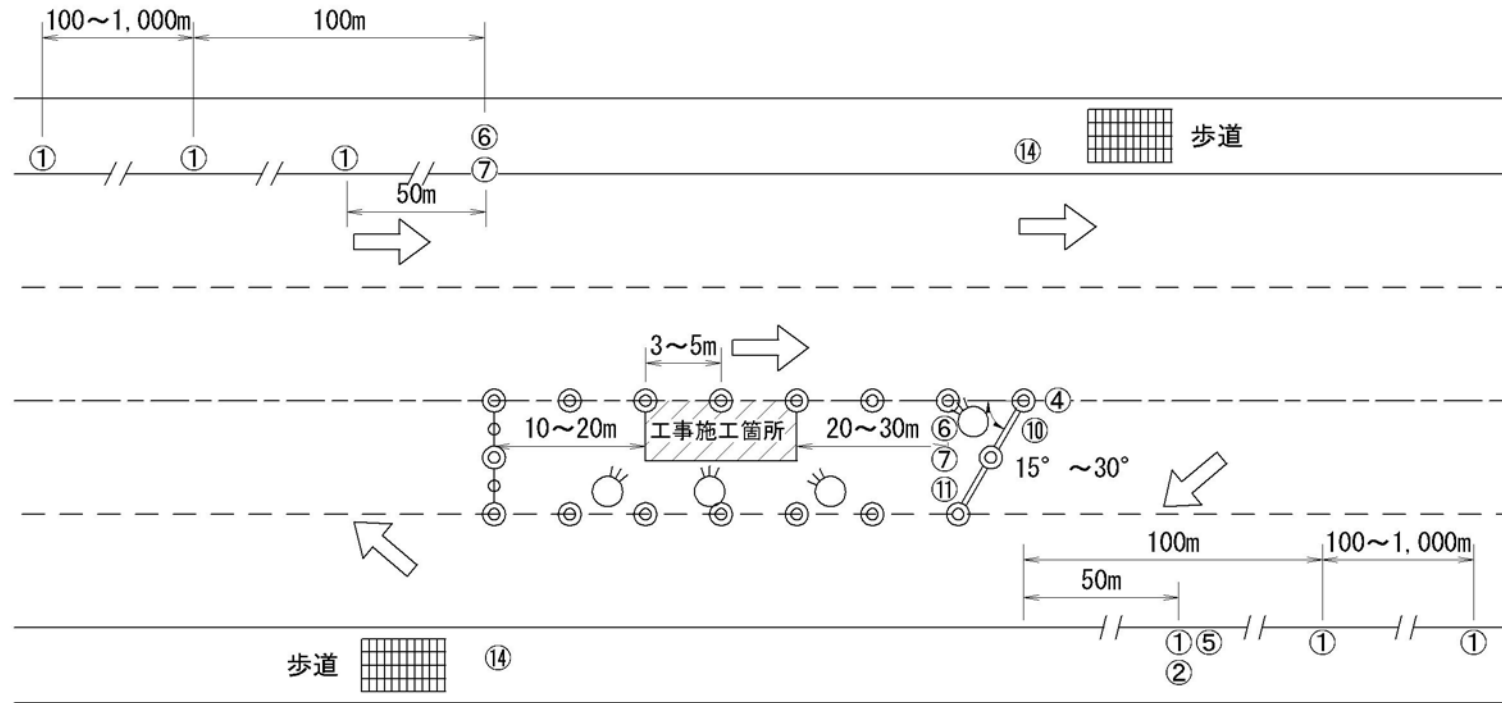 100～1,000m 100m
⑥
① ① ① ⑦
50m
⑭ 歩道
3～5m
④
10～20m 工事施工箇所 20～30m ⑥ ⑩
⑦ 15° ～30°
⑪
100m 100～1,000m
50m
歩道 ⑭
① ⑤ ① ①
②